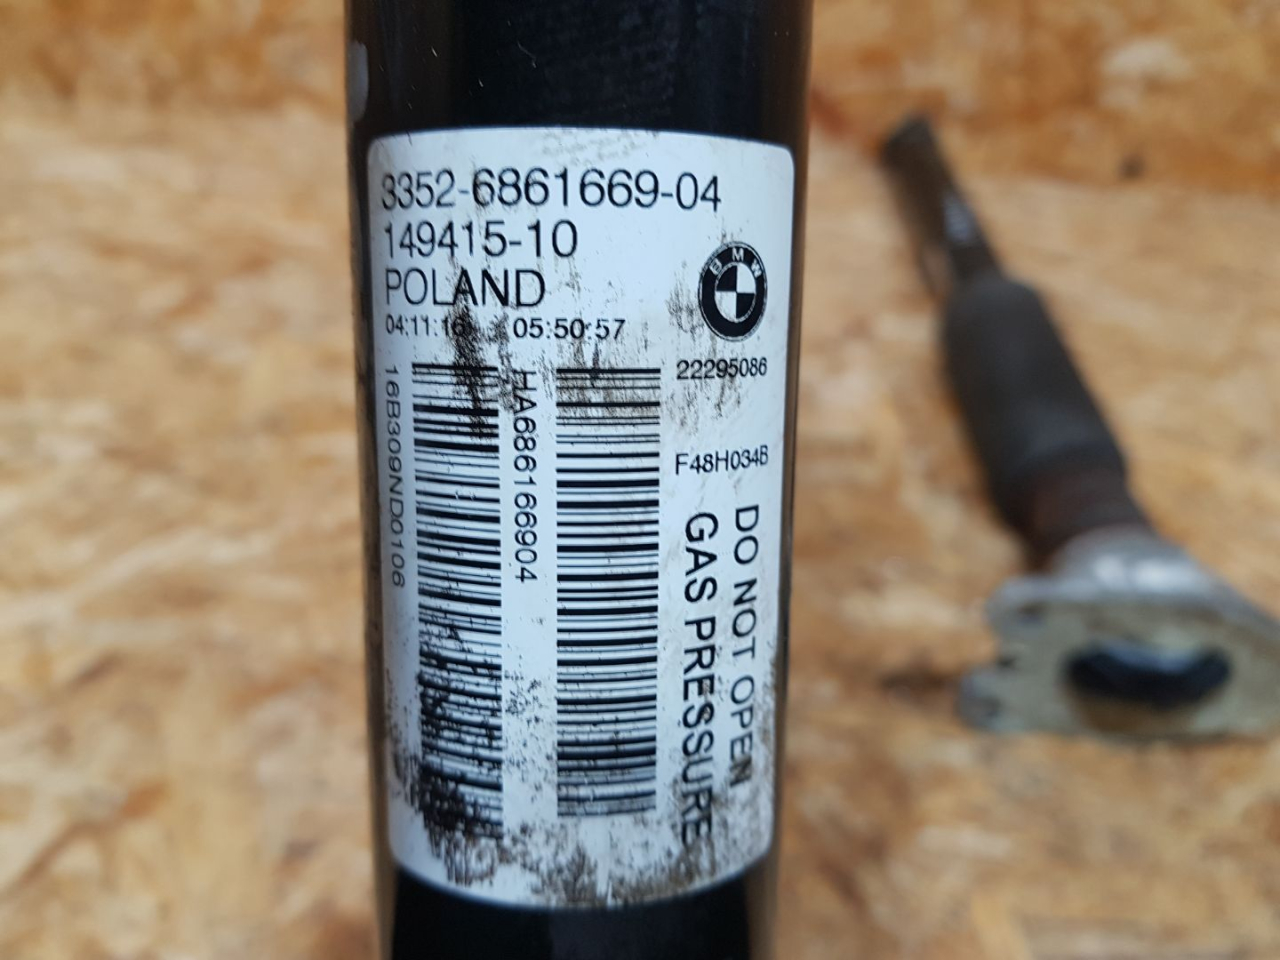 3352-6861669-04
149415-10
POLAND
BMW
04:11:16 05:50:57
22295086
16B309ND0106
HA686166904
F48H034B
DO NOT OPEN
GAS PRESSURE